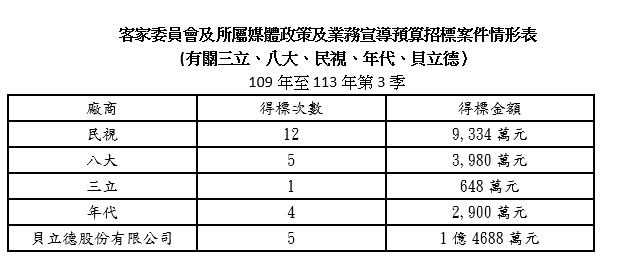 客家委員會及所屬媒體政策及業務宣導預算招標案件情形表
(有關三立、八大、民視、年代、貝立德)
109 年至 113 年第 3 季
廠商 得標次數 得標金額
民視 12 9,334 萬元
八大 5 3,980 萬元
三立 1 648 萬元
年代 4 2,900 萬元
貝立德股份有限公司 5 1 億 4688 萬元